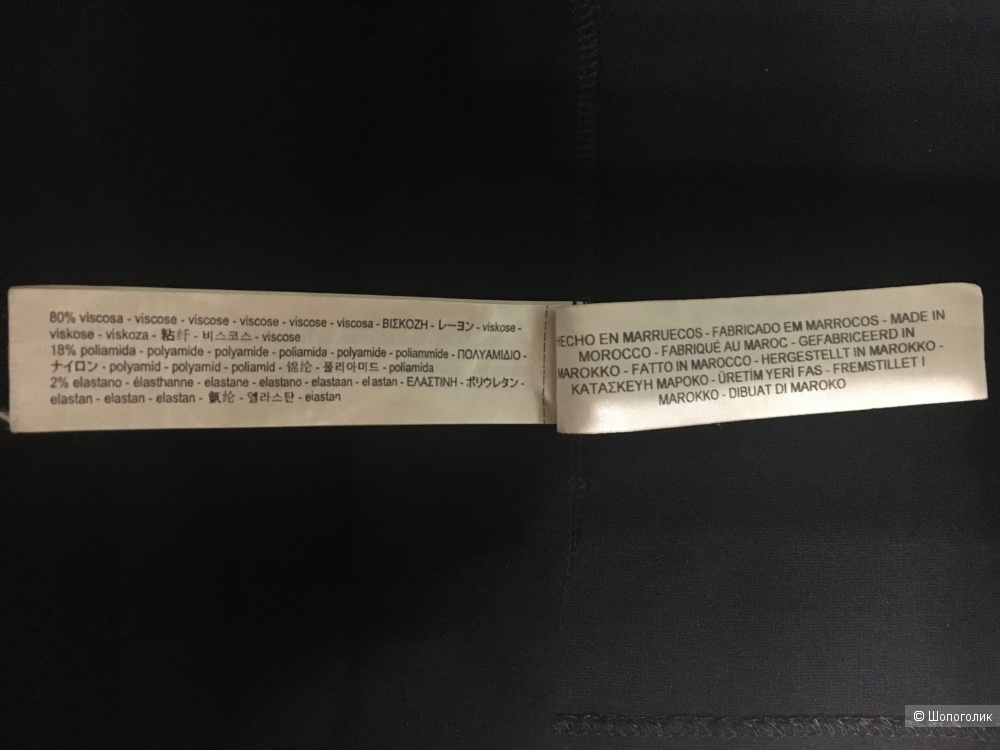 80% viscosa - viscose - viscose - viscose - viscose - viscosa - ΒΙΣΚΟΖΗ - レーヨン - viskose -
viskose - viskoza - 粘纤 - 비스코스 - viscose
18% poliamida - polyamide - polyamide - poliamida - polyamide - poliammide - ΠΟΛΥΑΜΙΔΙΟ -
ナイロン - polyamid - polyamid - poliamid - 锦纶 - 폴리아미드 - poliamida
2% elastano - élasthanne - elastane - elastano - elastaan - elastan - ΕΛΑΣΤΙΝΗ - ポリウレタン -
elastan - elastan - elastan - 氨纶 - 엘라스탄 - elastan
HECHO EN MARRUECOS - FABRICADO EM MARROCOS - MADE IN
MOROCCO - FABRIQUÉ AU MAROC - GEFABRICEERD IN
MAROKKO - FATTO IN MAROCCO - HERGESTELLT IN MAROKKO -
ΚΑΤΑΣΚΕΥΗ ΜΑΡΟΚΟ - ÜRETİM YERİ FAS - FREMSTILLET I
MAROKKO - DIBUAT DI MAROKO
© Шопоголик